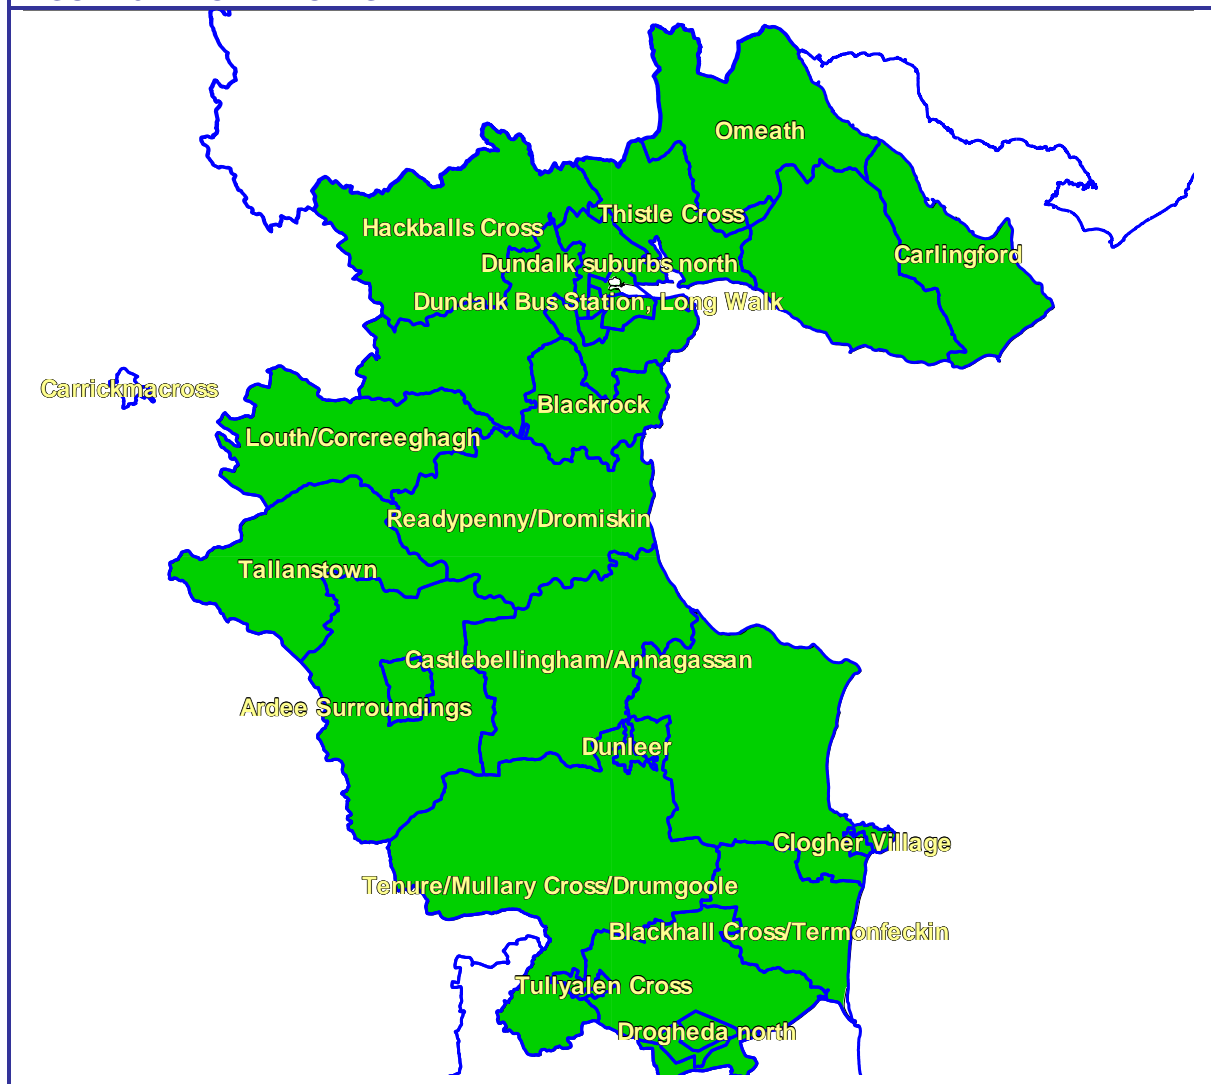 Omeath
Thistle Cross
Hackballs Cross
Carlingford
Dundalk suburbs north
Dundalk Bus Station, Long Walk
Carrickmacross
Blackrock
Louth/Corcreeghagh
Readypenny/Dromiskin
Tallanstown
Castlebellingham/Annagassan
Ardee Surroundings
Dunleer
Clogher Village
Tenure/Mullary Cross/Drumgoole
Blackhall Cross/Termonfeckin
Tullyalen Cross
Drogheda north